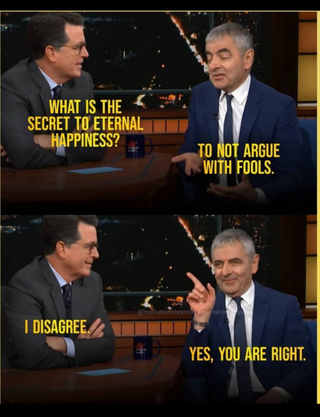 WHAT IS THE
SECRET TO ETERNAL
HAPPINESS?
TO NOT ARGUE
WITH FOOLS.
I DISAGREE.
YES, YOU ARE RIGHT.